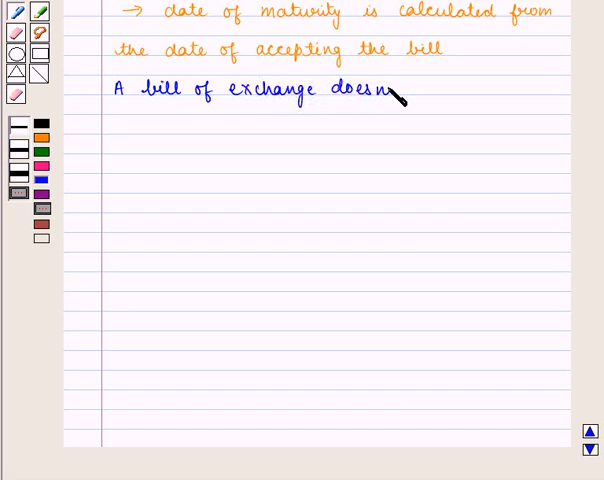 → date of maturity is calculated from
the date of accepting the bill
A bill of exchange doesn